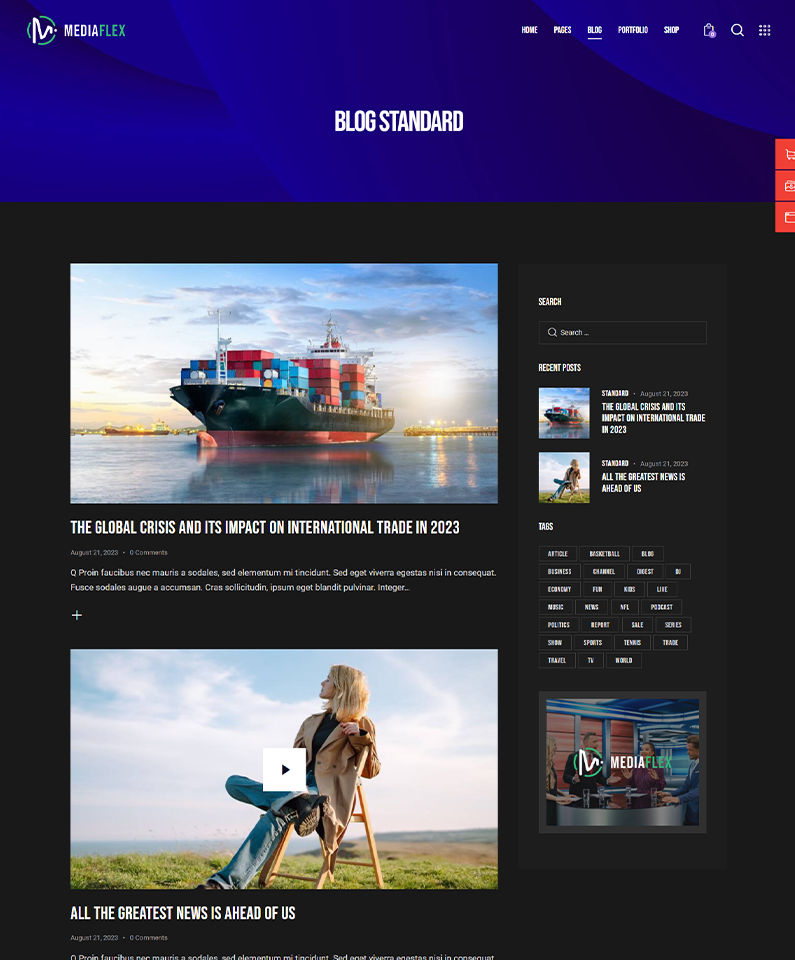 MEDIAFLEX
HOME PAGES BLOG PORTFOLIO SHOP
0
BLOG STANDARD
THE GLOBAL CRISIS AND ITS IMPACT ON INTERNATIONAL TRADE IN 2023
August 21, 2023 • 0 Comments
Q Proin faucibus nec mauris a sodales, sed elementum mi tincidunt. Sed eget viverra egestas nisi in consequat.
Fusce sodales augue a accumsan. Cras sollicitudin, ipsum eget blandit pulvinar. Integer...
ALL THE GREATEST NEWS IS AHEAD OF US
August 21, 2023 • 0 Comments
Q Proin faucibus nec mauris a sodales, sed elementum mi tincidunt. Sed eget viverra egestas nisi in consequat.
SEARCH
Search ...
RECENT POSTS
STANDARD • August 21, 2023
THE GLOBAL CRISIS AND ITS
IMPACT ON INTERNATIONAL TRADE
IN 2023
STANDARD • August 21, 2023
ALL THE GREATEST NEWS IS
AHEAD OF US
TAGS
ARTICLE BASKETBALL BLOG
BUSINESS CHANNEL DIGEST DJ
ECONOMY FUN KIDS LIVE
MUSIC NEWS NFL PODCAST
POLITICS REPORT SALE SERIES
SHOW SPORTS TENNIS TRADE
TRAVEL TV WORLD
MEDIAFLEX